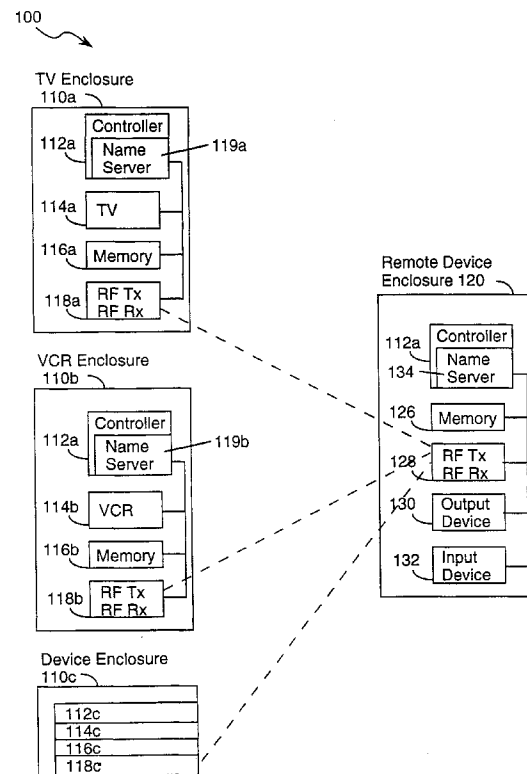 100
TV Enclosure
110a
Controller
112a
Name
Server
119a
114a
TV
116a
Memory
118a
RF Tx
RF Rx
VCR Enclosure
110b
Controller
112a
Name
Server
119b
114b
VCR
116b
Memory
118b
RF Tx
RF Rx
Device Enclosure
110c
112c
114c
116c
118c
Remote Device
Enclosure 120
Controller
112a
Name
134
Server
126
Memory
128
RF Tx
RF Rx
130
Output
Device
132
Input
Device